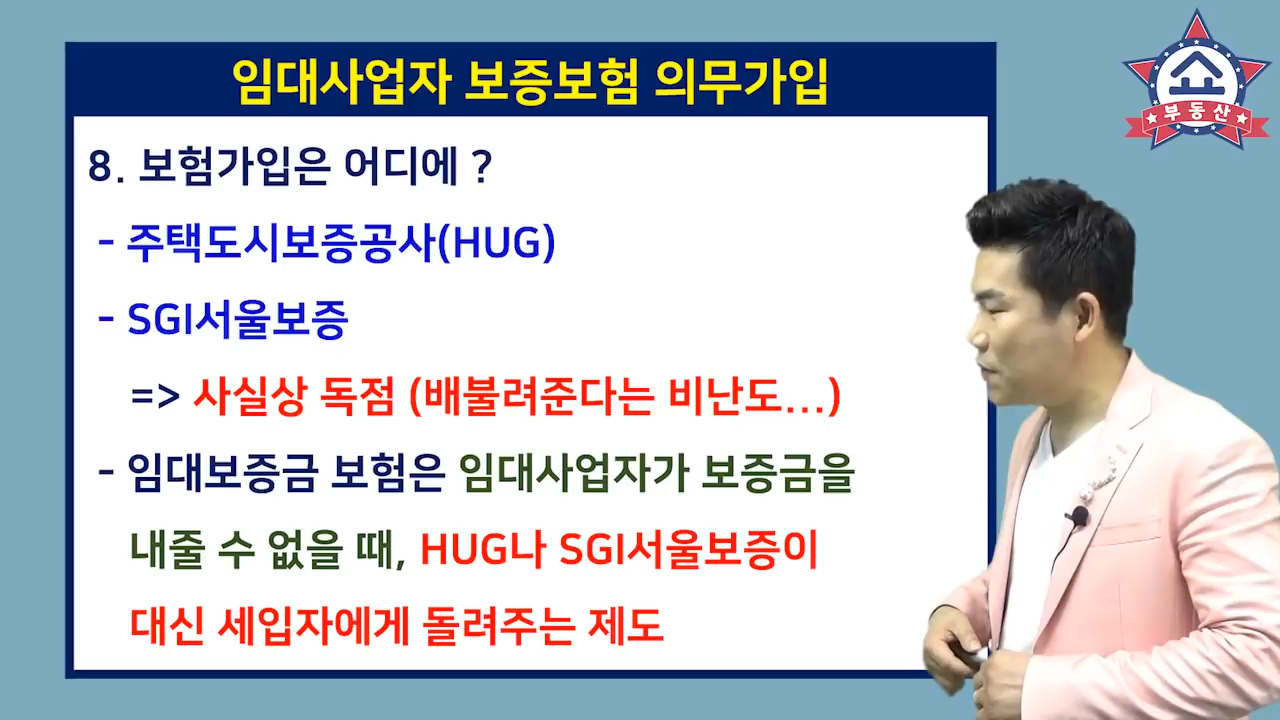 임대사업자 보증보험 의무가입
부동산
8. 보험가입은 어디에 ?
- 주택도시보증공사(HUG)
- SGI서울보증
=> 사실상 독점 (배불려준다는 비난도...)
- 임대보증금 보험은 임대사업자가 보증금을
내줄 수 없을 때, HUG나 SGI서울보증이
대신 세입자에게 돌려주는 제도